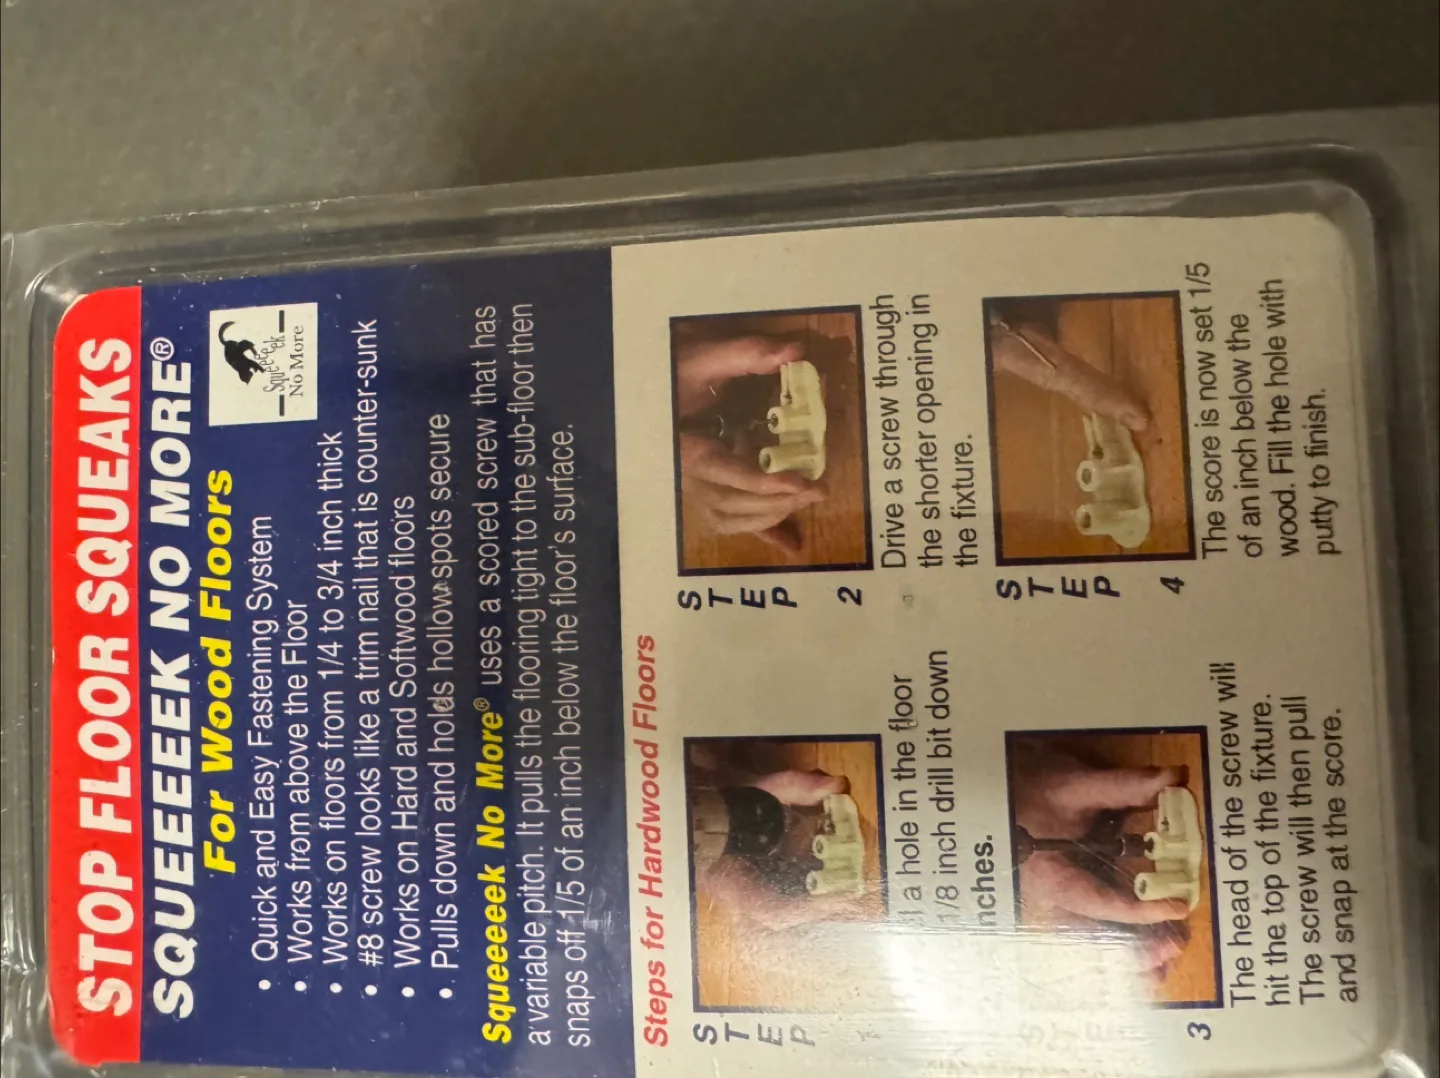 STOP FLOOR SQUEAKS
SQUEEEEEK NO MORE®
For Wood Floors
Squeeeeek
No More
• Quick and Easy Fastening System
• Works from above the Floor
• Works on floors from 1/4 to 3/4 inch thick
• #8 screw looks like a trim nail that is counter-sunk
• Works on Hard and Softwood floors
• Pulls down and holds hollow spots secure
Squeeeeek No More® uses a scored screw that has
a variable pitch. It pulls the flooring tight to the sub-floor then
snaps off 1/5 of an inch below the floor's surface.
Steps for Hardwood Floors
STEP
a hole in the floor
1/8 inch drill bit down
STEP 2
Drive a screw through
the shorter opening in
the fixture.
STEP 3
The head of the screw will
hit the top of the fixture.
The screw will then pull
and snap at the score.
STEP 4
The score is now set 1/5
of an inch below the
wood. Fill the hole with
putty to finish.